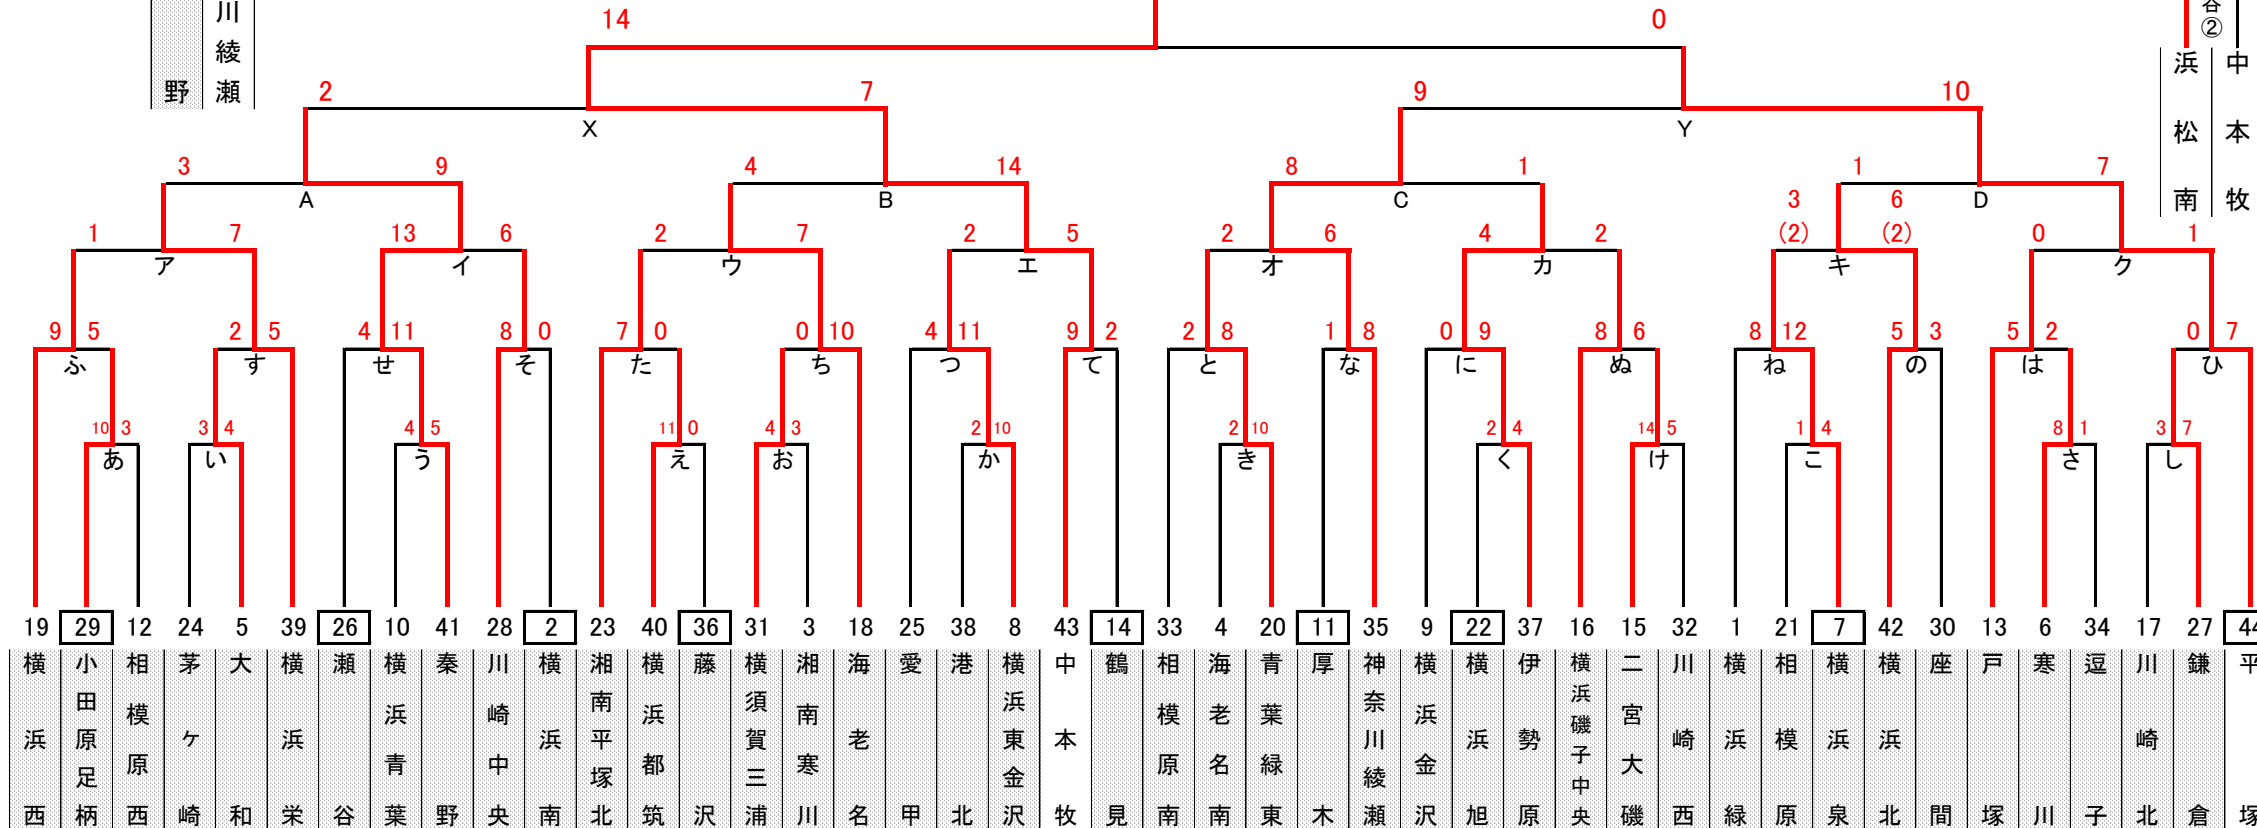 川綾瀬
野
14 0
谷②
浜松南
中本牧
2 7 9 10
X Y
3 9 4 14 8 1 1 7
A B C D
3 6
1 7 13 6 2 7 2 5 2 6 4 2 (2) (2) 0 1
ア イ ウ エ オ カ キ ク
9 5 2 5 4 11 8 0 7 0 0 10 4 11 9 2 2 8 1 8 0 9 8 6 8 12 5 3 5 2 0 7
ふ す せ そ た ち つ て と な に ぬ ね の は ひ
10 3 3 4 4 5 11 0 4 3 2 10 2 10 2 4 14 5 1 4 8 1 3 7
あ い う え お か き く け こ さ し
19 29 12 24 5 39 26 10 41 28 2 23 40 36 31 3 18 25 38 8 43 14 33 4 20 11 35 9 22 37 16 15 32 1 21 7 42 30 13 6 34 17 27 44
横浜西
小田原足柄
相模原西
茅ヶ崎
大和
横浜栄
瀬谷
横浜青葉
秦野
川崎中央
横浜南
湘南平塚北
横浜都筑
藤沢
横須賀三浦
湘南寒川
海老名
愛甲
港北
横浜東金沢
中本牧
鶴見
相模原南
海老名南
青葉緑東
厚木
神奈川綾瀬
横浜金沢
横浜旭
伊勢原
横浜磯子中央
二宮大磯
川崎西
横浜緑
相模原
横浜泉
横浜北
座間
戸塚
寒川
逗子
川崎北
鎌倉
平塚